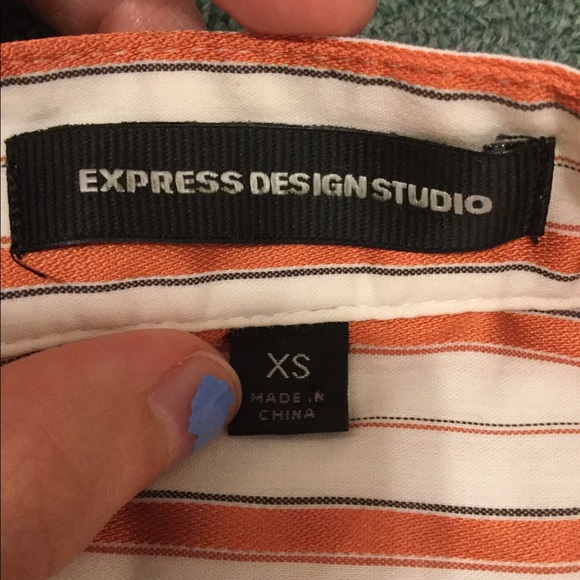 EXPRESS DESIGN STUDIO
XS
MADE IN
CHINA